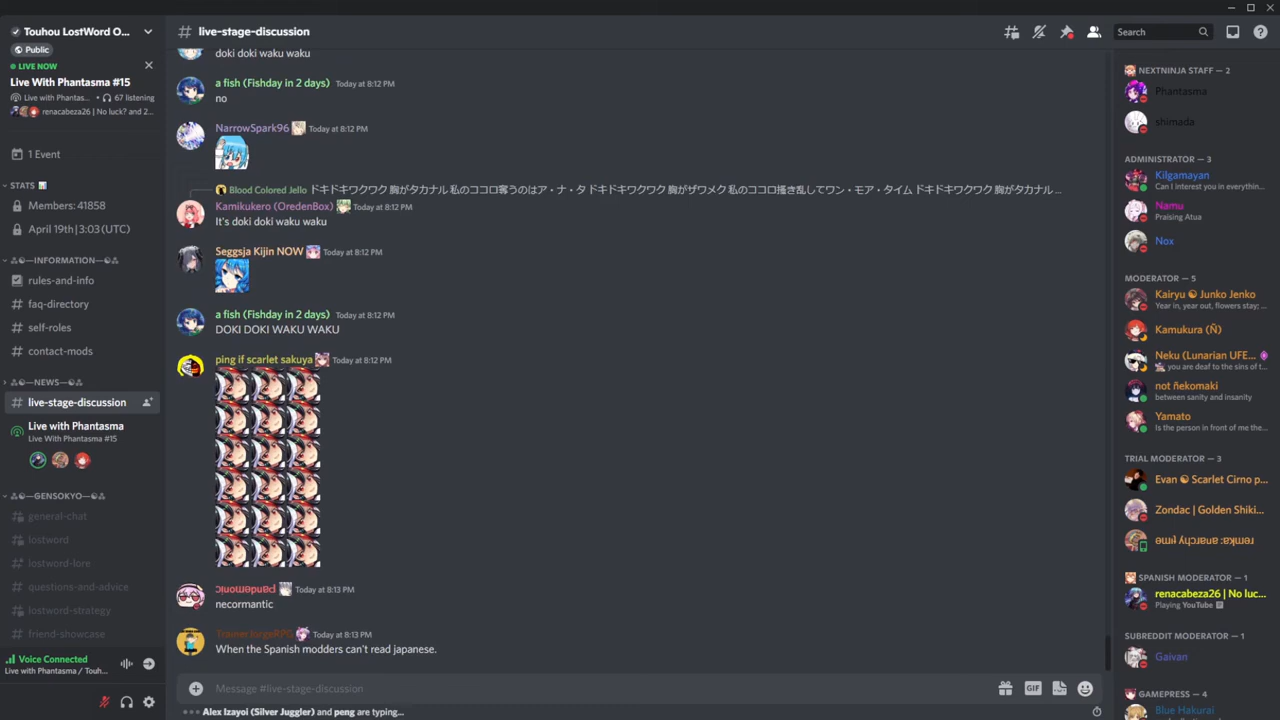 Touhou LostWord O...
Public
LIVE NOW
Live With Phantasma #15
Live with Phantas... • 67 listening
renacabeza26 | No luck? and 2...
1 Event
STATS
Members: 41858
April 19th | 3:03 (UTC)
—INFORMATION—
rules-and-info
faq-directory
self-roles
contact-mods
—NEWS—
live-stage-discussion
Live with Phantasma
Live With Phantasma #15
—GENSOKYO—
general-chat
lostword
lostword-lore
questions-and-advice
lostword-strategy
friend-showcase
Voice Connected
Live with Phantasma / Touh...
live-stage-discussion
Search
doki doki waku waku
a fish (Fishday in 2 days) Today at 8:12 PM
no
NarrowSpark96 Today at 8:12 PM
Blood Colored Jello ドキドキワクワク 胸がタカナル 私のココロ奪うのはア・ナ・タ ドキドキワクワク 胸がザワメク 私のココロ掻き乱してワン・モア・タイム ドキドキワクワク 胸がタカナル ...
Kamikukero (OredenBox) Today at 8:12 PM
It's doki doki waku waku
Seggsja Kijin NOW Today at 8:12 PM
a fish (Fishday in 2 days) Today at 8:12 PM
DOKI DOKI WAKU WAKU
ping if scarlet sakuya Today at 8:12 PM
Today at 8:13 PM
necormantic
TrainerJorgeRPG Today at 8:13 PM
When the Spanish modders can't read japanese.
Message #live-stage-discussion
GIF
Alex Izayoi (Silver Juggler) and peng are typing...
NEXTNINJA STAFF — 2
Phantasma
shimada
ADMINISTRATOR — 3
Kilgamayan
Can I interest you in everythin...
Namu
Praising Atua
Nox
MODERATOR — 5
Kairyu ☯ Junko Jenko
Year in, year out, flowers stay; ...
Kamukura (Ñ)
Neku (Lunarian UFE...
you are deaf to the sins of t...
not ñekomaki
between sanity and insanity
Yamato
Is the person in front of me the...
TRIAL MODERATOR — 3
Evan ☯ Scarlet Cirno p...
Zondac | Golden Shiki...
SPANISH MODERATOR — 1
renacabeza26 | No luc...
Playing YouTube
SUBREDDIT MODERATOR — 1
Gaivan
GAMEPRESS — 4
Blue Hakurai